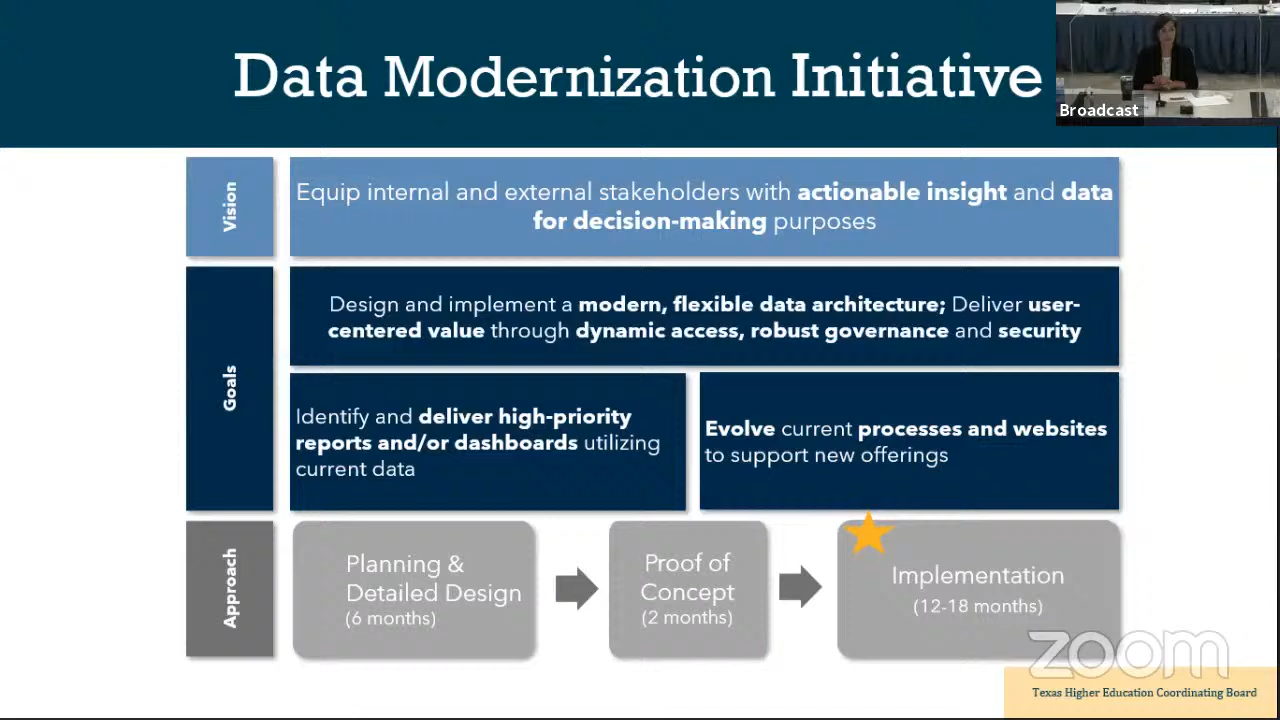 Data Modernization Initiative
Broadcast
Vision
Equip internal and external stakeholders with actionable insight and data
for decision-making purposes
Goals
Design and implement a modern, flexible data architecture; Deliver user-
centered value through dynamic access, robust governance and security
Identify and deliver high-priority
reports and/or dashboards utilizing
current data
Evolve current processes and websites
to support new offerings
Approach
Planning &
Detailed Design
(6 months)
Proof of
Concept
(2 months)
Implementation
(12-18 months)
zoom
Texas Higher Education Coordinating Board